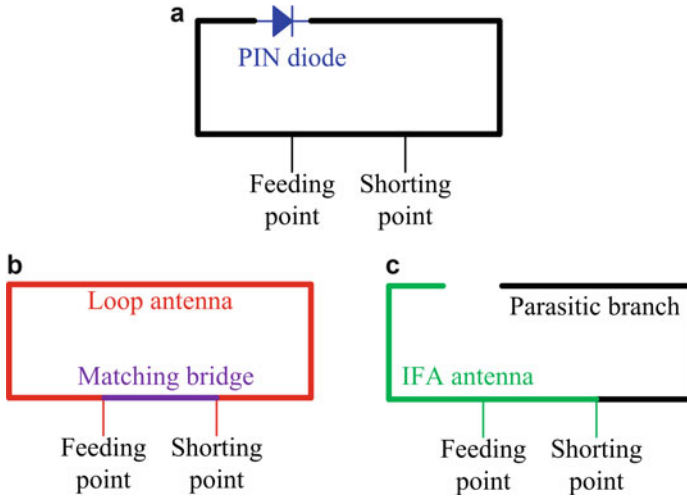 a
PIN diode
Feeding point
Shorting point
b
Loop antenna
Matching bridge
Feeding point
Shorting point
c
Parasitic branch
IFA antenna
Feeding point
Shorting point